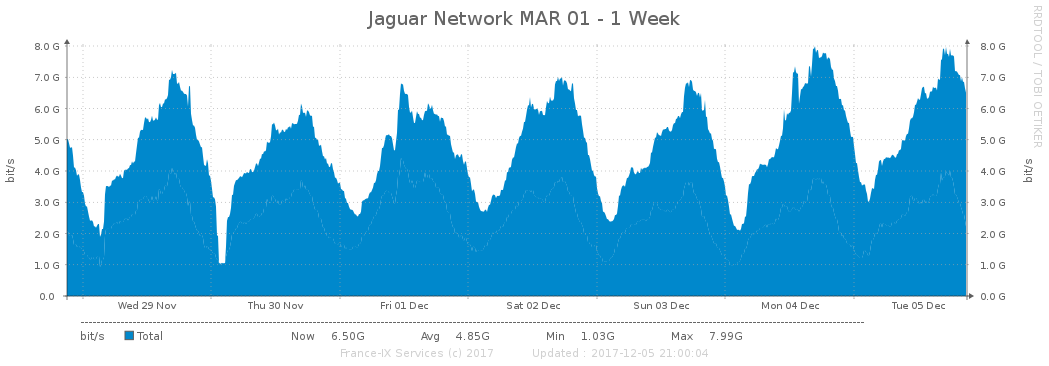 Jaguar Network MAR 01 - 1 Week
RRDTOOL / TOBI OETIKER
bit/s
8.0 G
7.0 G
6.0 G
5.0 G
4.0 G
3.0 G
2.0 G
1.0 G
0.0
8.0 G
7.0 G
6.0 G
5.0 G
4.0 G
3.0 G
2.0 G
1.0 G
0.0 G
bit/s
Wed 29 Nov Thu 30 Nov Fri 01 Dec Sat 02 Dec Sun 03 Dec Mon 04 Dec Tue 05 Dec
bit/s Total Now 6.50G Avg 4.85G Min 1.03G Max 7.99G
France-IX Services (c) 2017 Updated : 2017-12-05 21:00:04